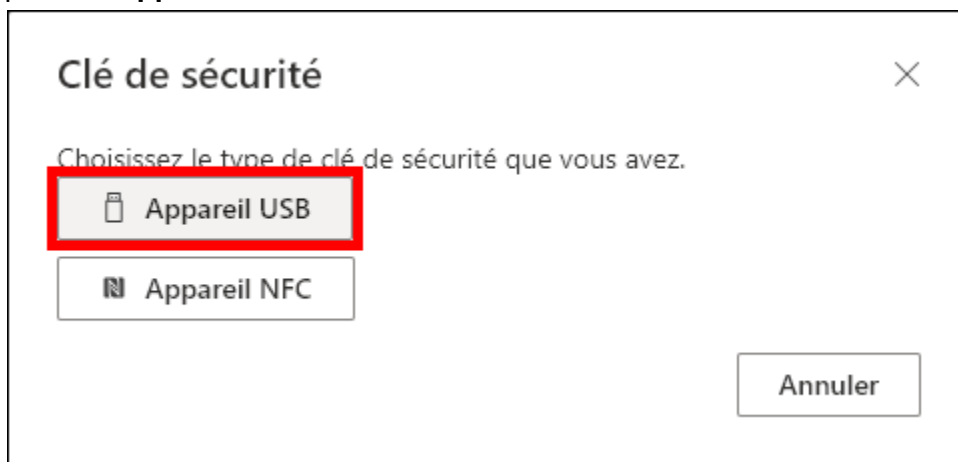 Clé de sécurité
Choisissez le type de clé de sécurité que vous avez.
Appareil USB
Appareil NFC
Annuler